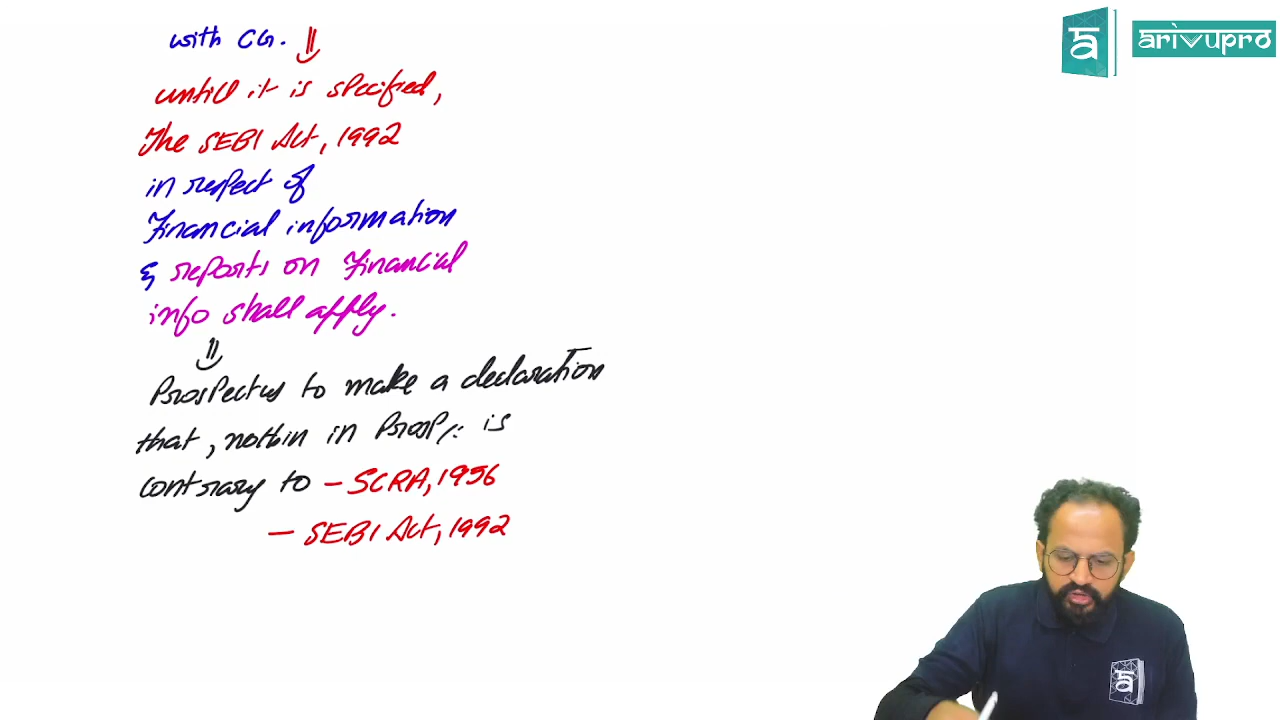 with CG.
untill it is specified,
The SEBI Act, 1992
in respect of
Financial information
& reports on Financial
info shall apply.
Prospectus to make a declaration
that, nothin in Prosp/: is
contrary to - SCRA, 1956
- SEBI Act, 1992
arivupro